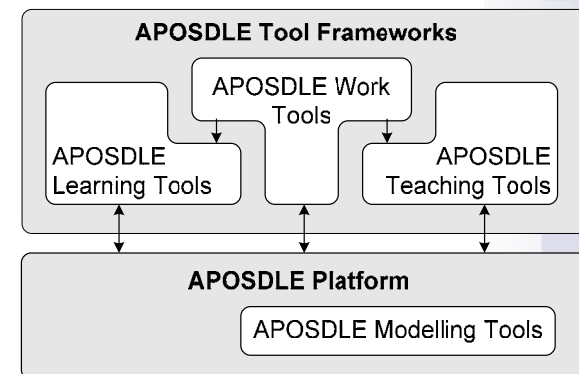 APOSDLE Tool Frameworks
APOSDLE Work
Tools
APOSDLE
Learning Tools
APOSDLE
Teaching Tools
APOSDLE Platform
APOSDLE Modelling Tools